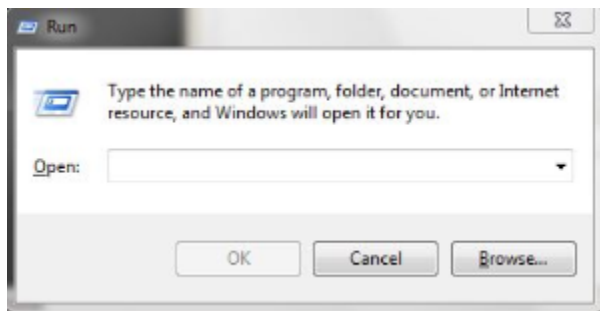 Run
Type the name of a program, folder, document, or Internet
resource, and Windows will open it for you.
Open:
OK Cancel Browse...